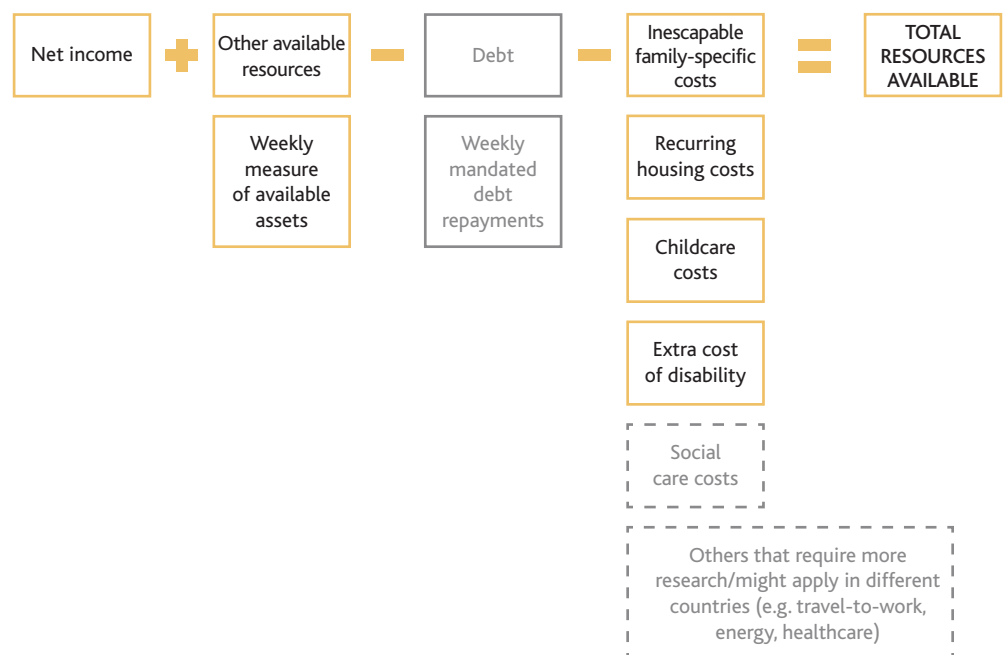 Net income
Other available
resources
Debt
Inescapable
family-specific
costs
TOTAL
RESOURCES
AVAILABLE
Weekly
measure
of available
assets
Weekly
mandated
debt
repayments
Recurring
housing costs
Childcare
costs
Extra cost
of disability
Social
care costs
Others that require more
research/might apply in different
countries (e.g. travel-to-work,
energy, healthcare)